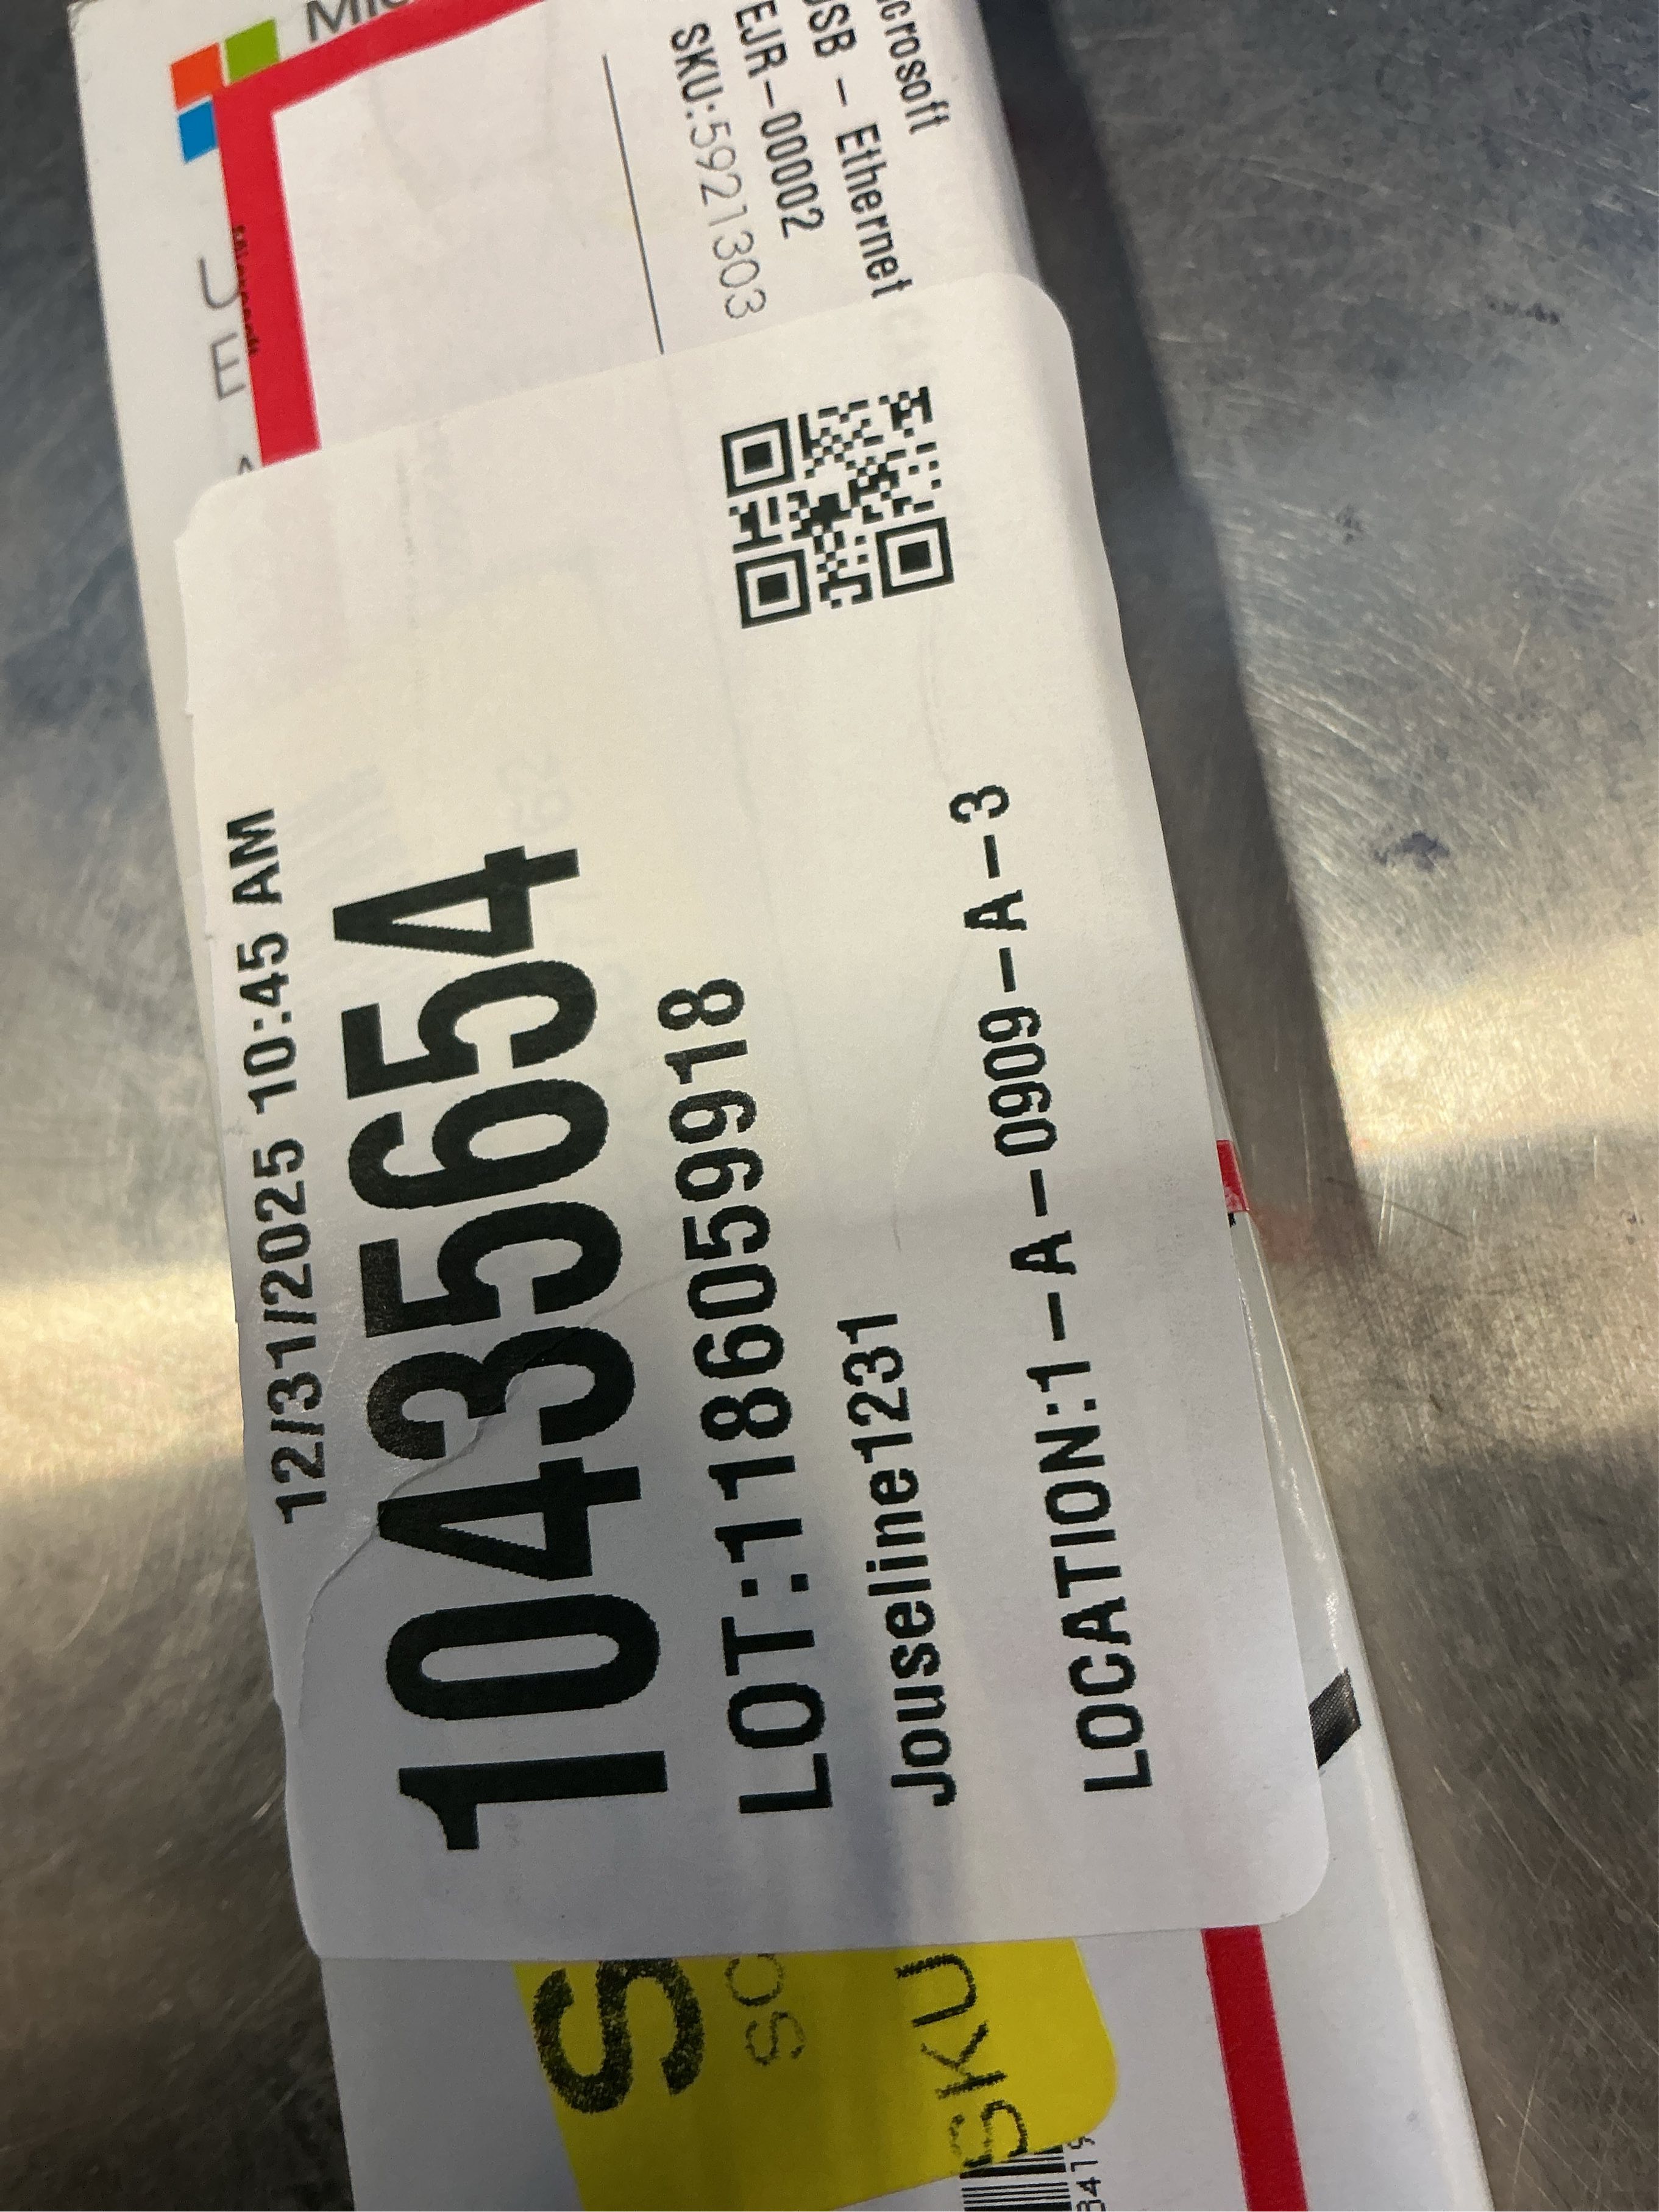 12/31/2025 10:45 AM
10435654
LOT:1186059918
Jouseline1231
LOCATION:1-A-0909-A-3
USB - Ethernet
EJR-00002
SKU:5921303
Microsoft
SKU